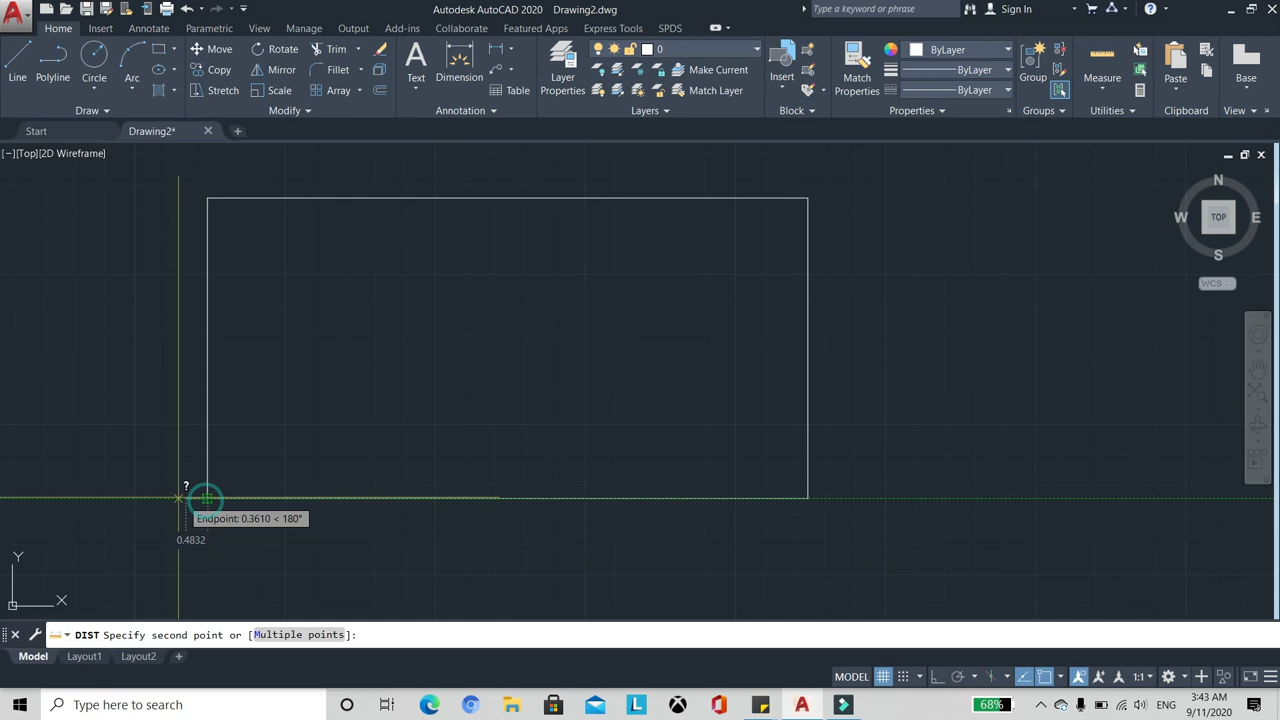 Autodesk AutoCAD 2020 Drawing2.dwg
Type a keyword or phrase
Sign In
Home Insert Annotate Parametric View Manage Output Add-ins Collaborate Express Tools Featured Apps SPDS
Line
Polyline
Circle
Arc
Draw
Move
Rotate
Trim
Copy
Mirror
Fillet
Stretch
Scale
Array
Modify
Text
Dimension
Table
Annotation
Layer
Properties
0
Make Current
Match Layer
Layers
Insert
Block
Match
Properties
ByLayer
ByLayer
ByLayer
Properties
Group
Groups
Measure
Utilities
Paste
Clipboard
Base
View
Start
Drawing2*
[−][Top][2D Wireframe]
N
W
TOP
E
S
WCS
?
Endpoint: 0.3610 < 180°
0.4832
Y
X
DIST Specify second point or [Multiple points]:
Model Layout1 Layout2
MODEL
1:1
Type here to search
68%
ENG
3:43 AM
9/11/2020